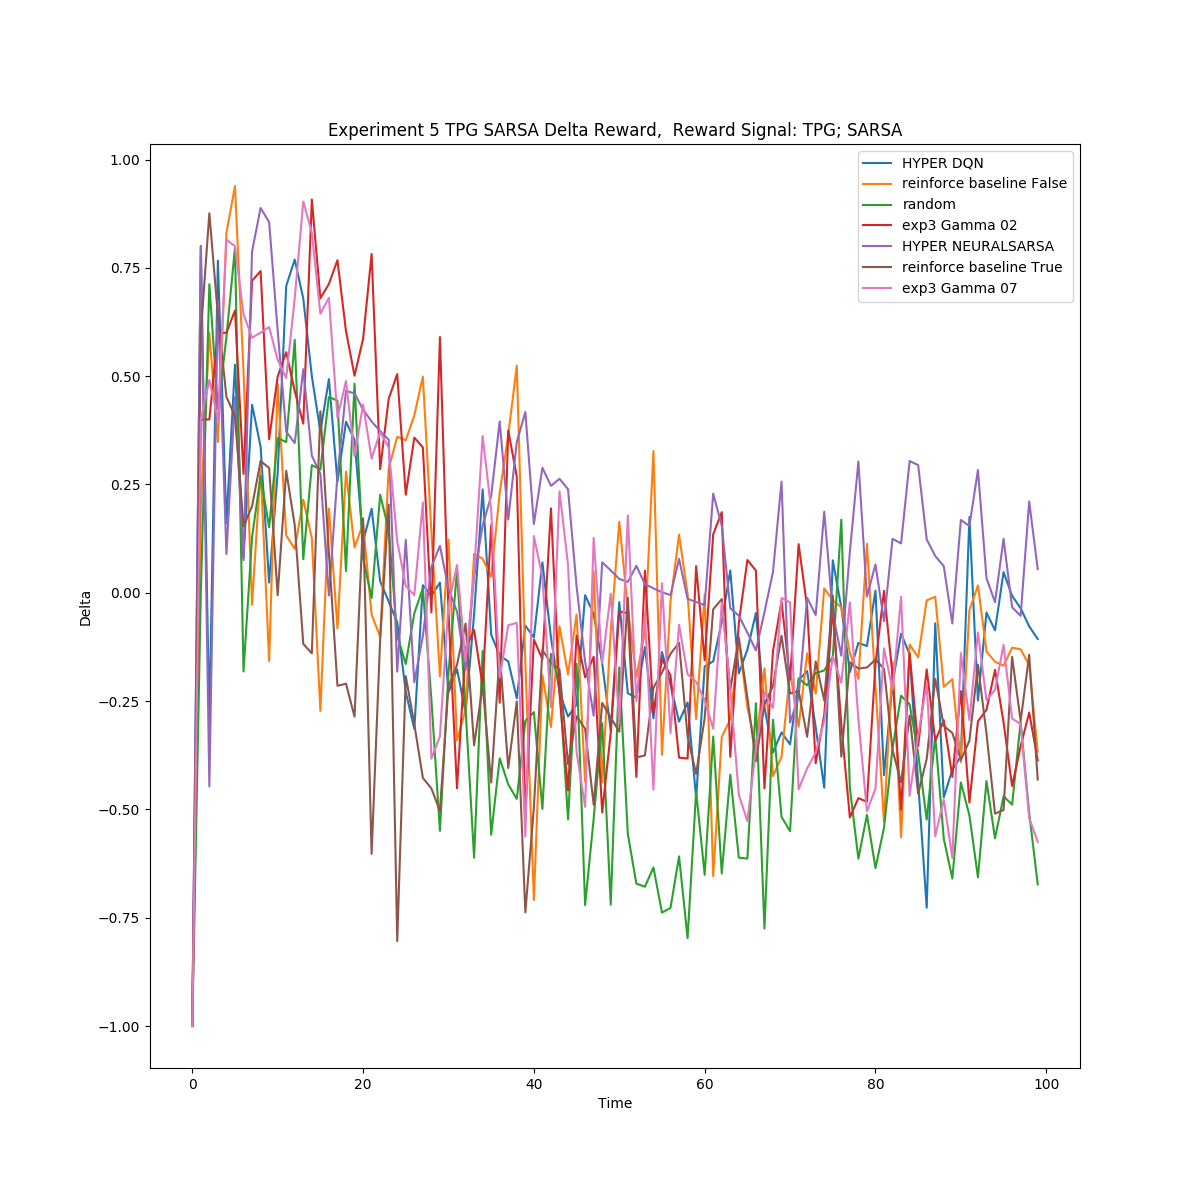 Experiment 5 TPG SARSA Delta Reward,  Reward Signal: TPG; SARSA
HYPER DQN
reinforce baseline False
random
exp3 Gamma 02
HYPER NEURALSARSA
reinforce baseline True
exp3 Gamma 07
1.00
0.75
0.50
0.25
0.00
−0.25
−0.50
−0.75
−1.00
Delta
0 20 40 60 80 100
Time